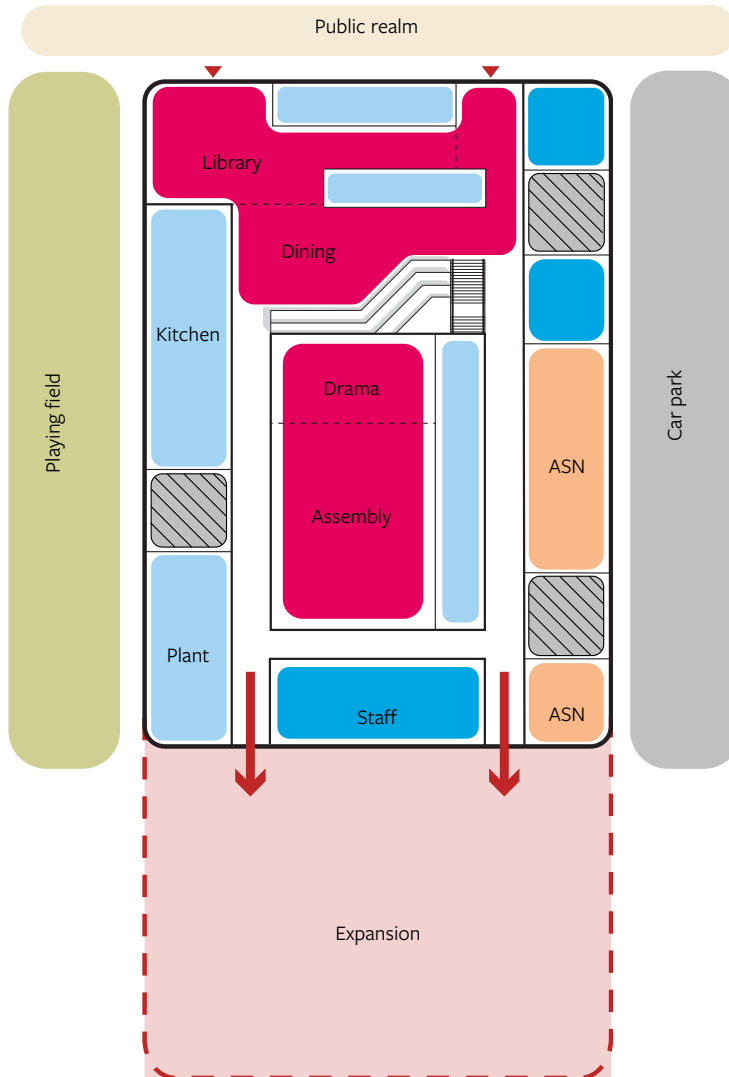 Public realm
Library
Dining
Kitchen
Drama
Playing field
Car park
ASN
Assembly
Plant
Staff
ASN
Expansion